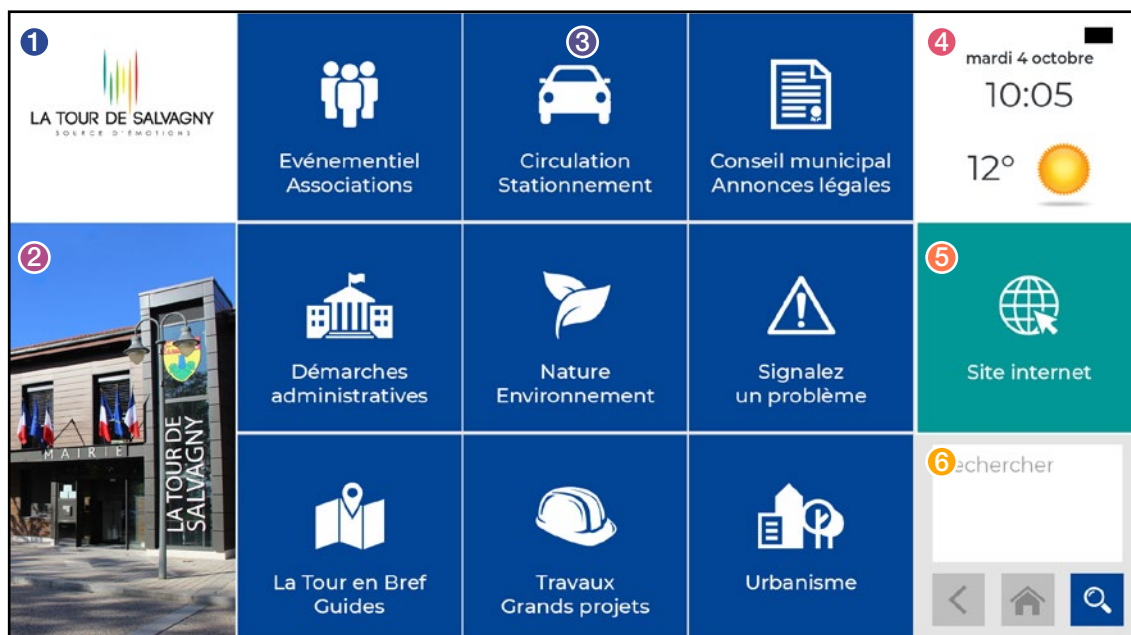 1
LA TOUR DE SALVAGNY
SOURCE D'ÉMOTIONS
2
MAIRIE
LA TOUR DE
SALVAGNY
3
Evénementiel
Associations
Circulation
Stationnement
Conseil municipal
Annonces légales
Démarches
administratives
Nature
Environnement
Signalez
un problème
La Tour en Bref
Guides
Travaux
Grands projets
Urbanisme
4
mardi 4 octobre
10:05
12°
5
Site internet
6
echercher